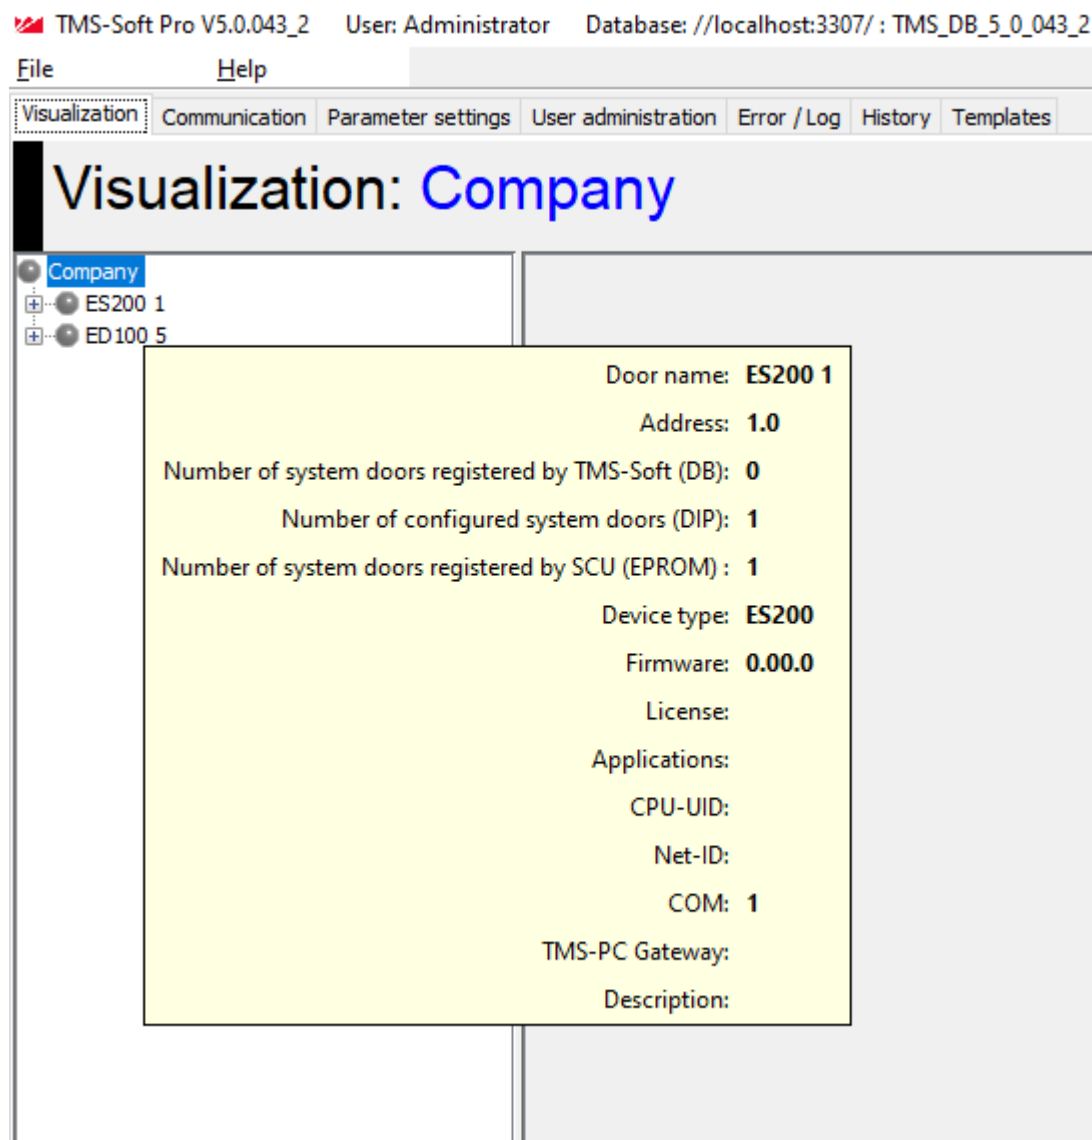 TMS-Soft Pro V5.0.043_2 User: Administrator Database: //localhost:3307/ : TMS_DB_5_0_043_2
File Help
Visualization Communication Parameter settings User administration Error / Log History Templates
Visualization: Company
Company
ES200 1
ED100 5
Door name: ES200 1
Address: 1.0
Number of system doors registered by TMS-Soft (DB): 0
Number of configured system doors (DIP): 1
Number of system doors registered by SCU (EPROM) : 1
Device type: ES200
Firmware: 0.00.0
License:
Applications:
CPU-UID:
Net-ID:
COM: 1
TMS-PC Gateway:
Description: